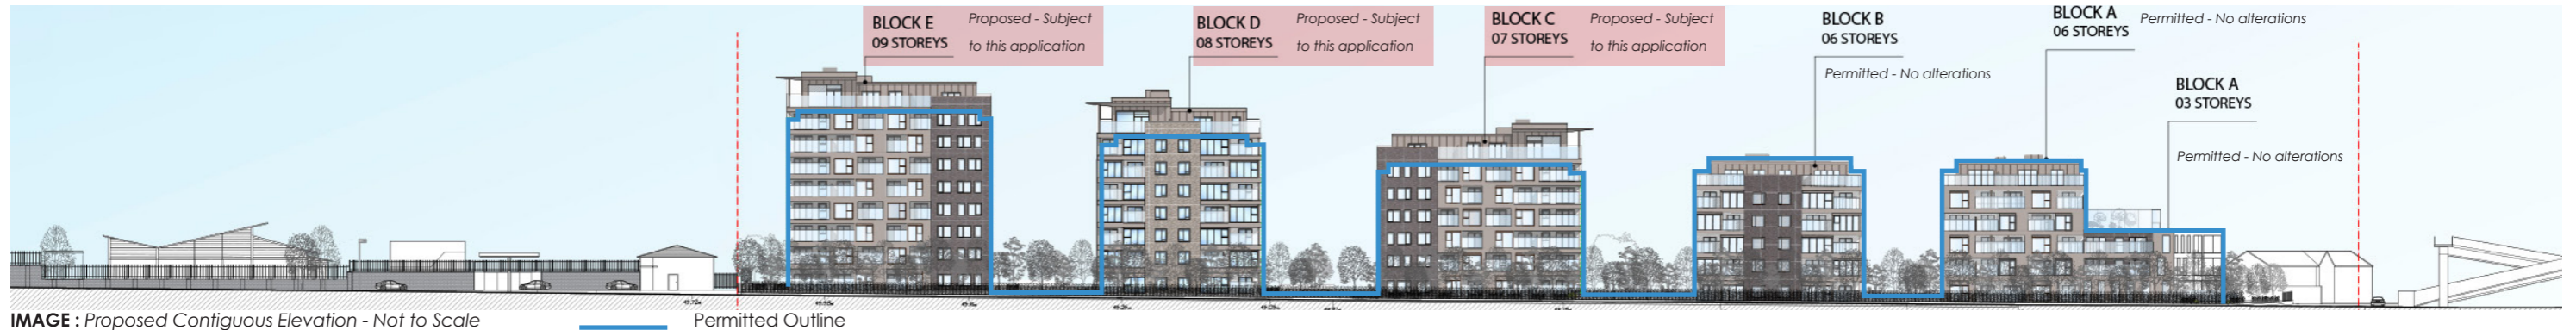 BLOCK E
09 STOREYS
Proposed - Subject
to this application
BLOCK D
08 STOREYS
Proposed - Subject
to this application
BLOCK C
07 STOREYS
Proposed - Subject
to this application
BLOCK B
06 STOREYS
Permitted - No alterations
BLOCK A
06 STOREYS
Permitted - No alterations
BLOCK A
03 STOREYS
Permitted - No alterations
IMAGE : Proposed Contiguous Elevation - Not to Scale
Permitted Outline